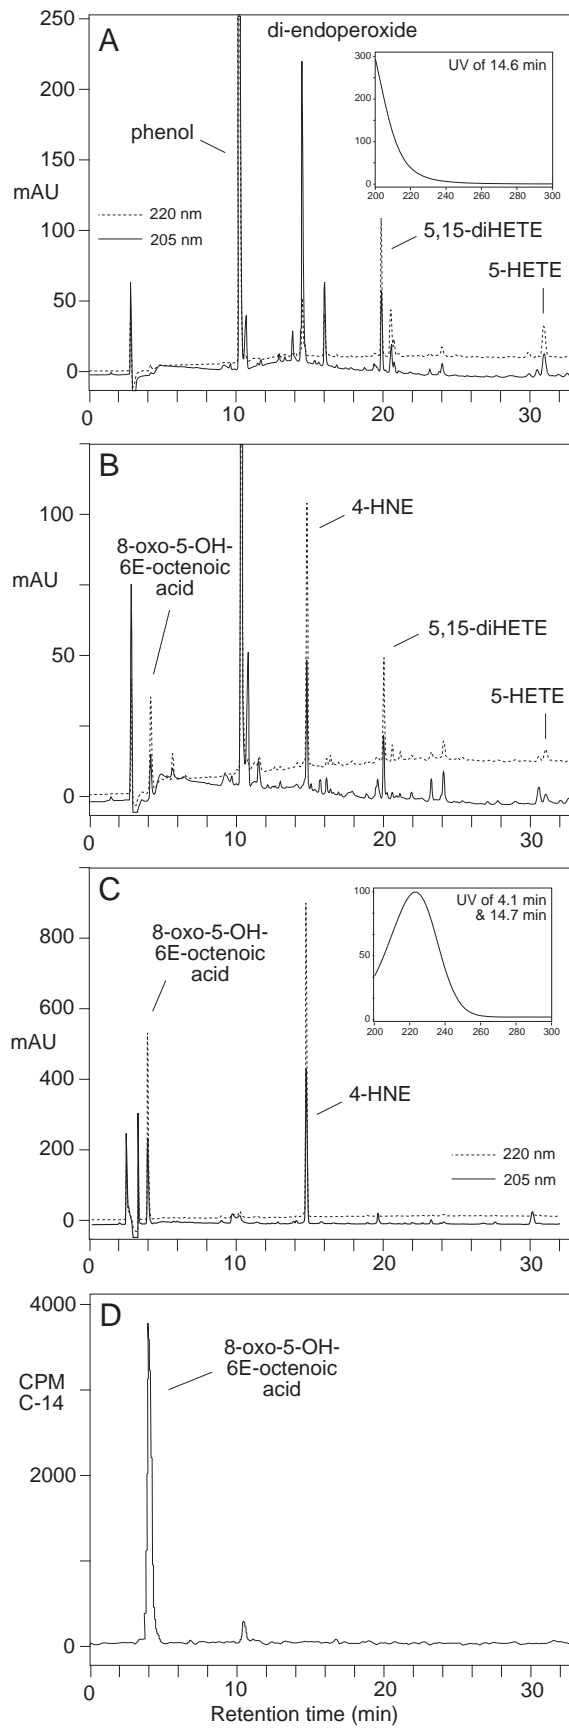 A
di-endoperoxide
250
200
150
100
50
0
mAU
phenol
220 nm
205 nm
UV of 14.6 min
300
200
100
0
200 220 240 260 280 300
5,15-diHETE
5-HETE
0 10 20 30
B
100
50
0
mAU
8-oxo-5-OH-
6E-octenoic
acid
4-HNE
5,15-diHETE
5-HETE
0 10 20 30
C
800
600
400
200
0
mAU
8-oxo-5-OH-
6E-octenoic
acid
UV of 4.1 min
& 14.7 min
100
50
0
200 220 240 260 280 300
4-HNE
220 nm
205 nm
0 10 20 30
D
4000
2000
0
CPM
C-14
8-oxo-5-OH-
6E-octenoic
acid
0 10 20 30
Retention time (min)